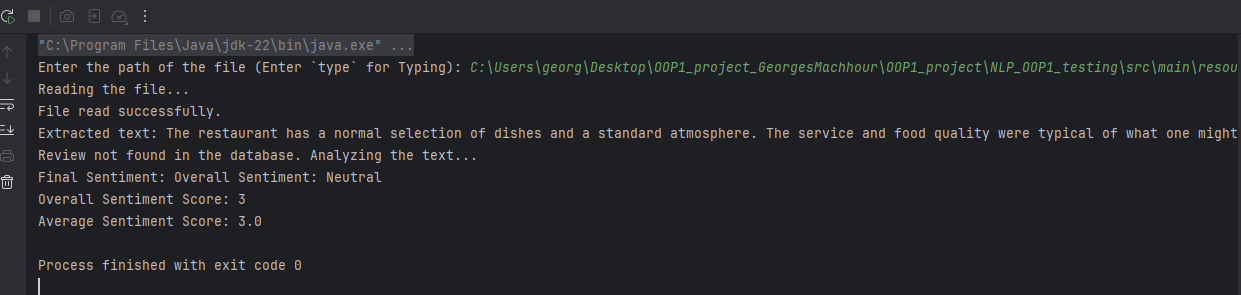 "C:\Program Files\Java\jdk-22\bin\java.exe" ...
Enter the path of the file (Enter `type` for Typing): C:\Users\georg\Desktop\OOP1_project_GeorgesMachhour\OOP1_project\NLP_OOP1_testing\src\main\resou
Reading the file...
File read successfully.
Extracted text: The restaurant has a normal selection of dishes and a standard atmosphere. The service and food quality were typical of what one might
Review not found in the database. Analyzing the text...
Final Sentiment: Overall Sentiment: Neutral
Overall Sentiment Score: 3
Average Sentiment Score: 3.0
Process finished with exit code 0